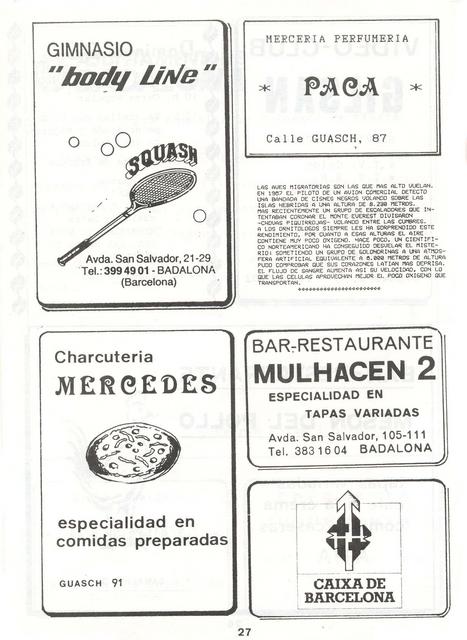 GIMNASIO
"body LiNe"
SQUASH
Avda. San Salvador, 21-29
Tel.: 399 49 01 - BADALONA
(Barcelona)
MERCERIA PERFUMERIA
* PACA *
Calle GUASCH, 87
LAS AVES MIGRATORIAS SON LAS QUE MAS ALTO VUELAN.
EN 1967 EL PILOTO DE UN AVION COMERCIAL DETECTO
UNA BANDADA DE CISNES NEGROS VOLANDO SOBRE LAS
ISLAS HEBRIDAS A UNA ALTURA DE 8.230 METROS.
MAS RECIENTEMENTE UN GRUPO DE ESCALADORES QUE IN-
TENTABAN CORONAR EL MONTE EVEREST DIVISARON
-CHOVAS PIQUIRROJAS- VOLANDO ENTRE LAS CUMBRES.
A LOS ORNITOLOGOS SIEMPRE LES HA SORPRENDIDO ESTE
RENDIMIENTO, POR CUANTO A ESAS ALTURAS EL AIRE
CONTIENE MUY POCO OXIGENO. HACE POCO, UN CIENTIFI-
CO NORTEAMERICANO HA CONSEGUIDO DESVELAR EL MISTE-
RIO: SOMETIENDO UN GRUPO DE GOLONDRINAS A UNA ATMOS-
FERA ARTIFICIAL EQUIVALENTE A 6.000 METROS DE ALTURA
PUDO COMPROBAR QUE SUS CORAZONES LATIAN MAS DEPRISA.
EL FLUJO DE SANGRE AUMENTA ASI SU VELOCIDAD, CON LO
QUE LAS CELULAS APROVECHAN MEJOR EL POCO OXIGENO QUE
TRANSPORTAN.
Charcuteria
MERCEDES
especialidad en
comidas preparadas
GUASCH 91
BAR-RESTAURANTE
MULHACEN 2
ESPECIALIDAD EN
TAPAS VARIADAS
Avda. San Salvador, 105-111
Tel. 383 16 04 BADALONA
CAIXA DE
BARCELONA
27